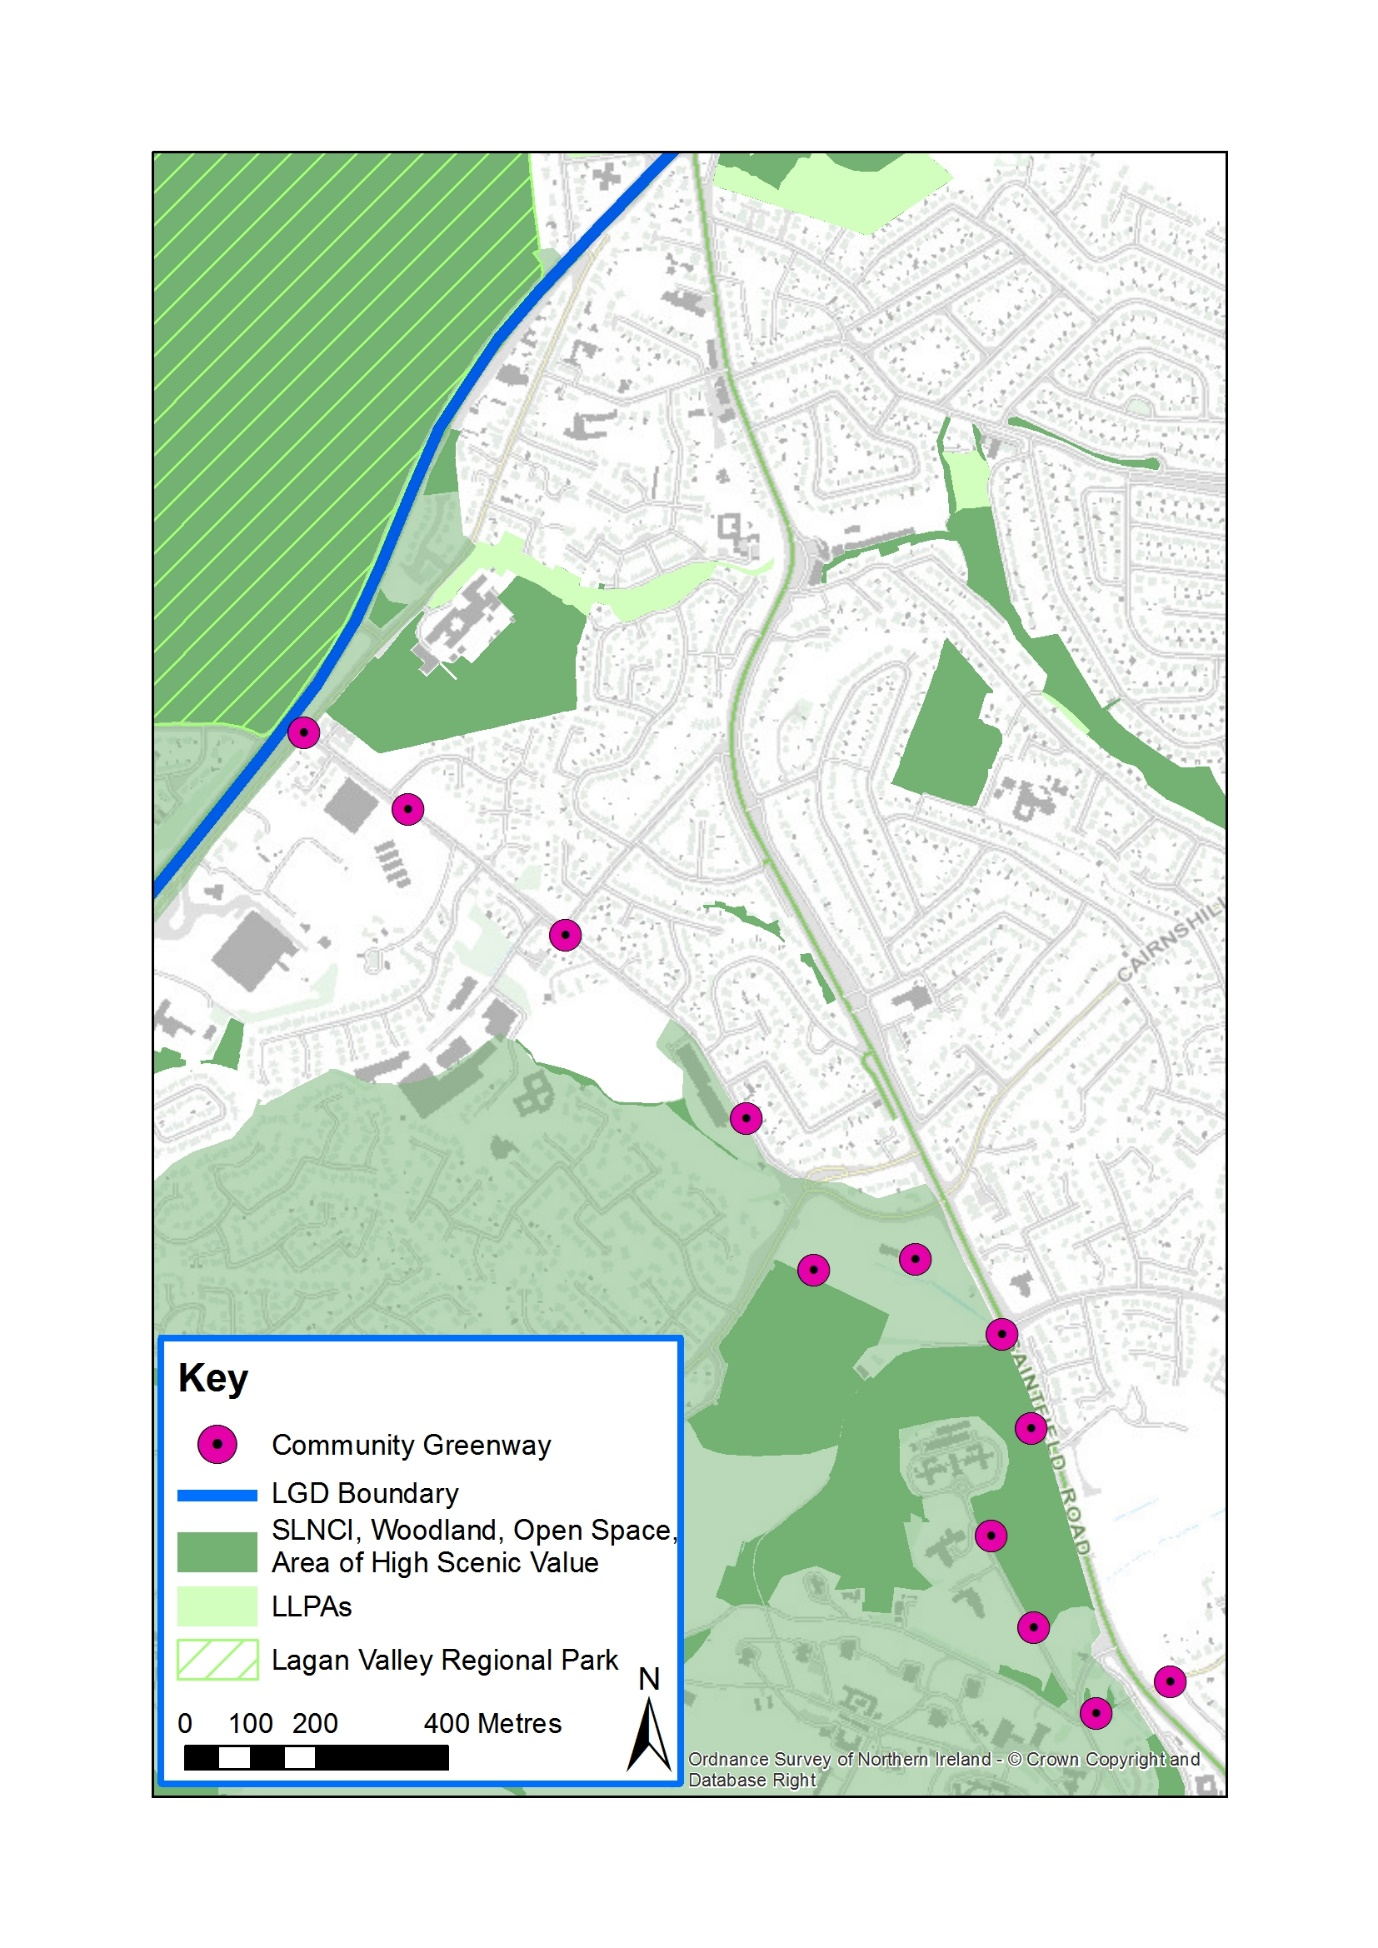 CAIRNSHILL
SAINTFIELD ROAD
Key
Community Greenway
LGD Boundary
SLNCI, Woodland, Open Space,
Area of High Scenic Value
LLPAs
Lagan Valley Regional Park
N
0 100 200 400 Metres
Ordnance Survey of Northern Ireland - © Crown Copyright and
Database Right